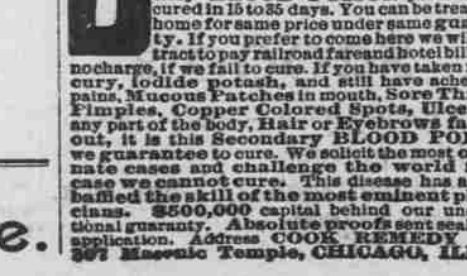 cured in 15 to 35 days. You can be trea
home for same price under same gua
ty. If you prefer to come here we wi
tract to pay railroad fare and hotel bil
no charge, if we fail to cure. If you have taken
cury, iodide potash, and still have ache
pains, Mucous Patches in mouth, Sore Th
Pimples, Copper Colored Spots, Ulce
any part of the body, Hair or Eyebrows fa
out, it is this Secondary BLOOD POI
we guarantee to cure. We solicit the most o
nate cases and challenge the world
case we cannot cure. This disease has a
baffled the skill of the most eminent p
cians. $500,000 capital behind our un
tional guaranty. Absolute proofs sent seal
application. Address COOK REMEDY
307 Masonic Temple, CHICAGO, IL
e.